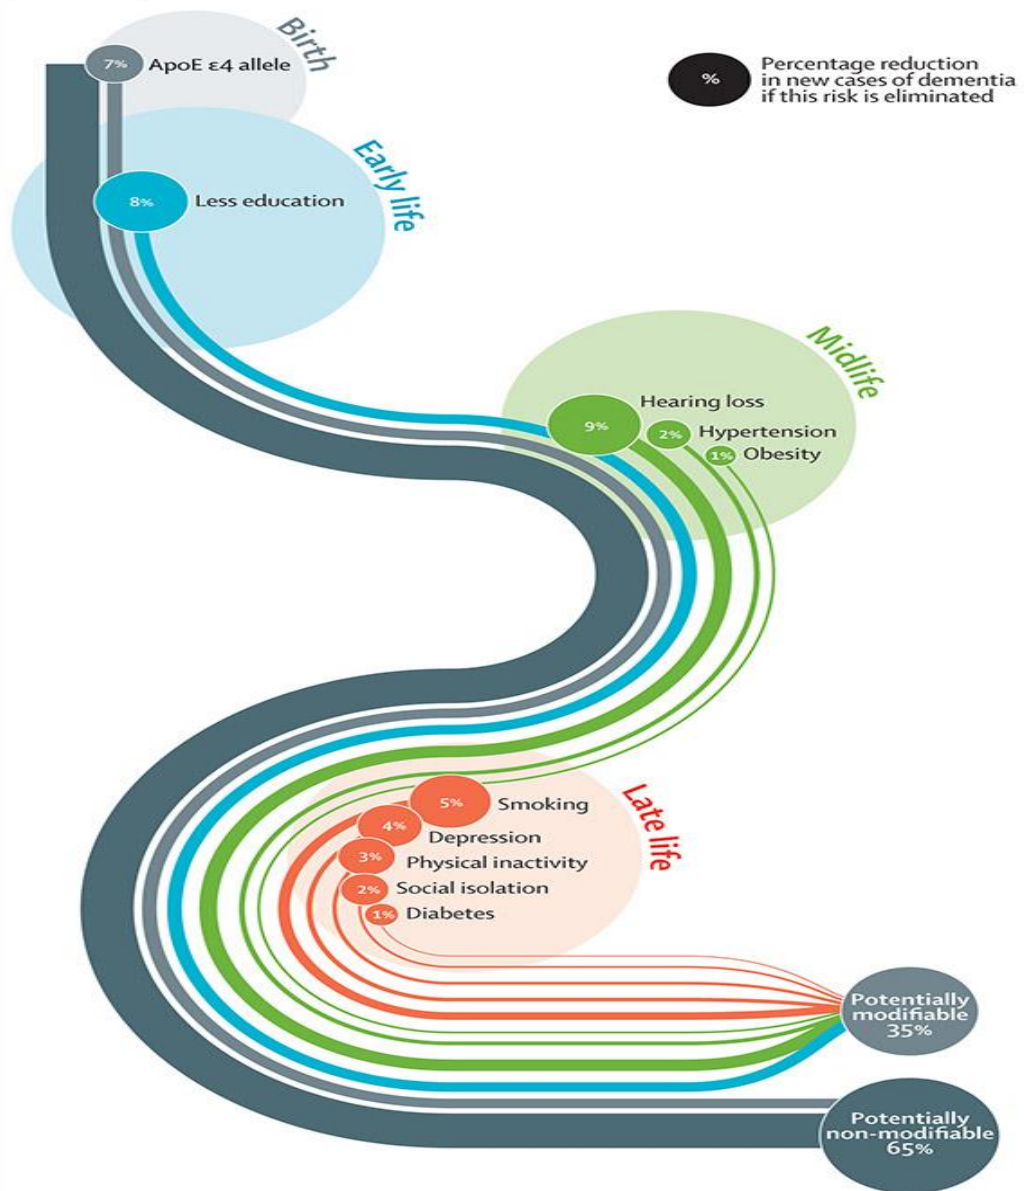 Birth
7%
ApoE ε4 allele
%
Percentage reduction
in new cases of dementia
if this risk is eliminated
Early life
8%
Less education
Midlife
Hearing loss
9%
2%
Hypertension
1%
Obesity
Late life
5%
Smoking
4%
Depression
3%
Physical inactivity
2%
Social isolation
1%
Diabetes
Potentially
modifiable
35%
Potentially
non-modifiable
65%